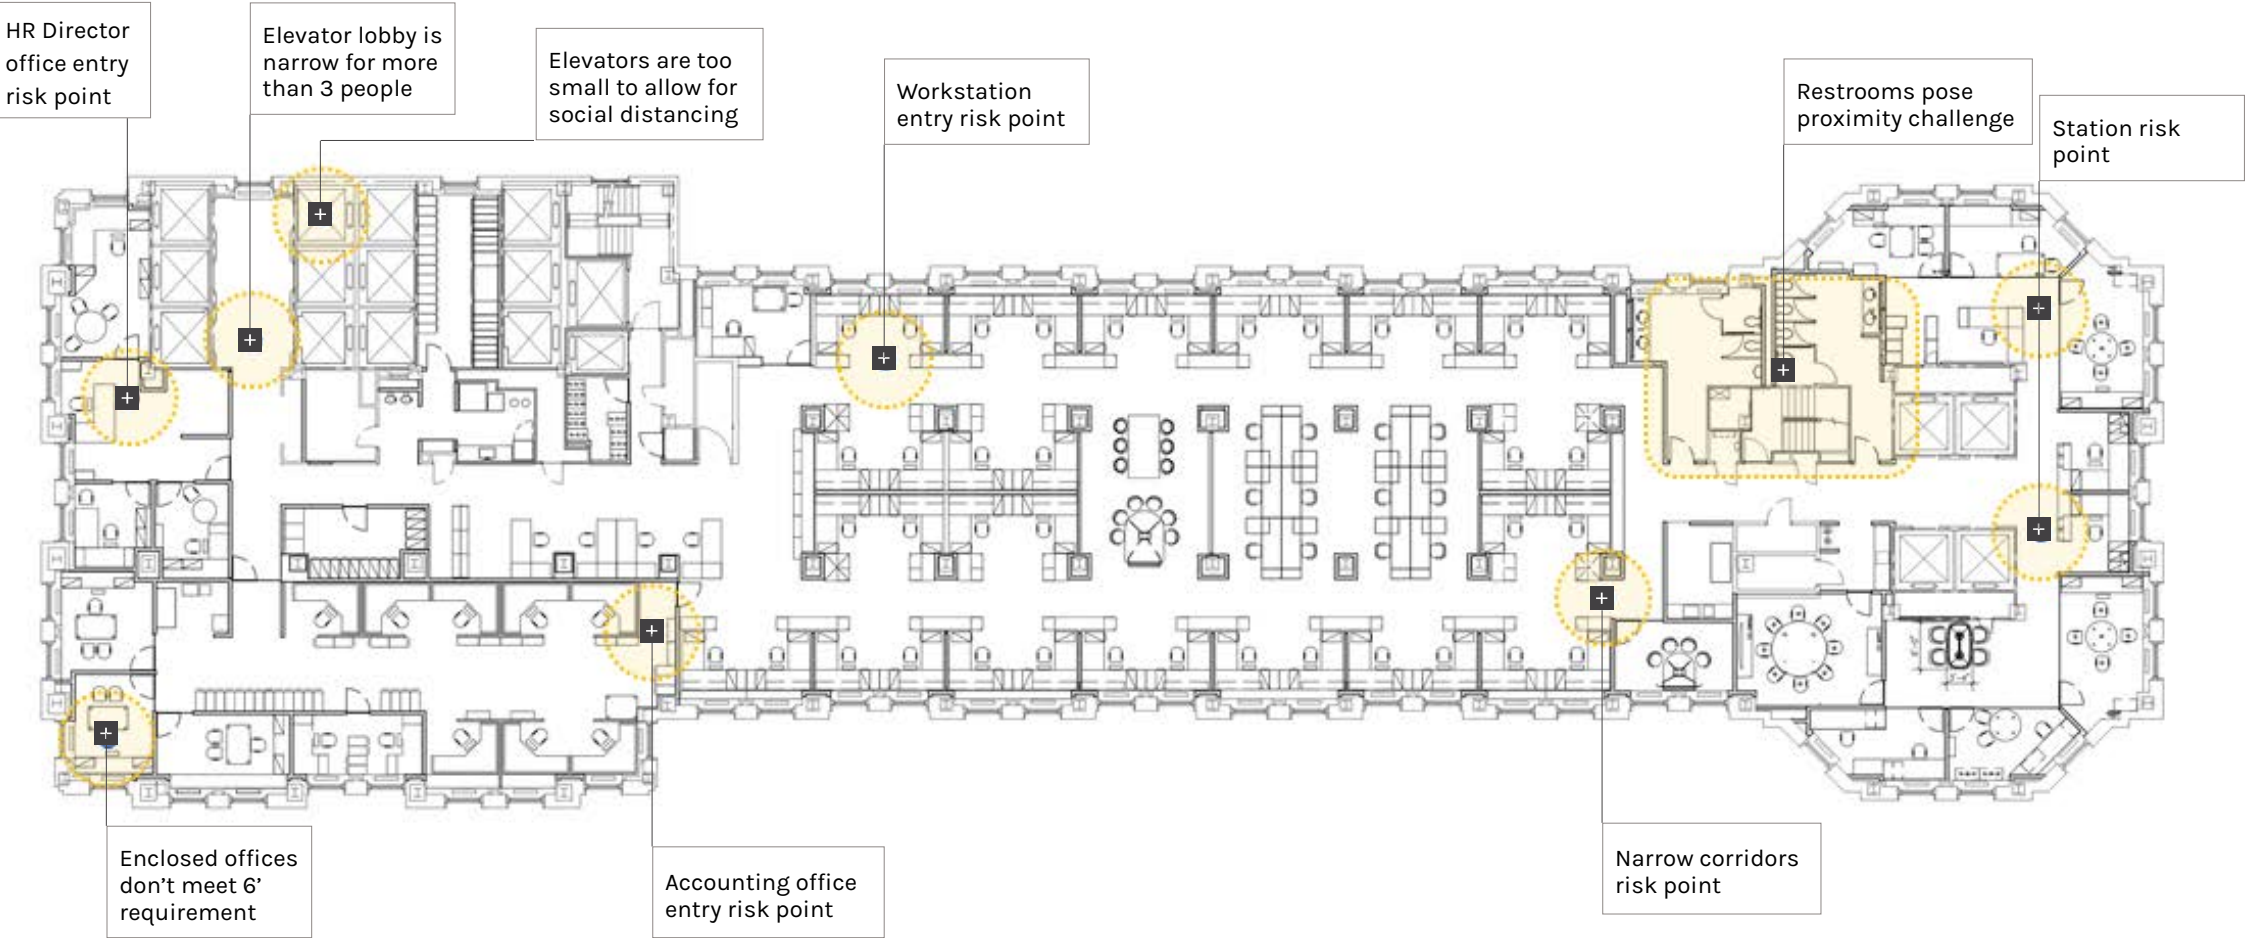 HR Director
office entry
risk point
Elevator lobby is
narrow for more
than 3 people
Elevators are too
small to allow for
social distancing
Workstation
entry risk point
Restrooms pose
proximity challenge
Station risk
point
Enclosed offices
don’t meet 6’
requirement
Accounting office
entry risk point
Narrow corridors
risk point